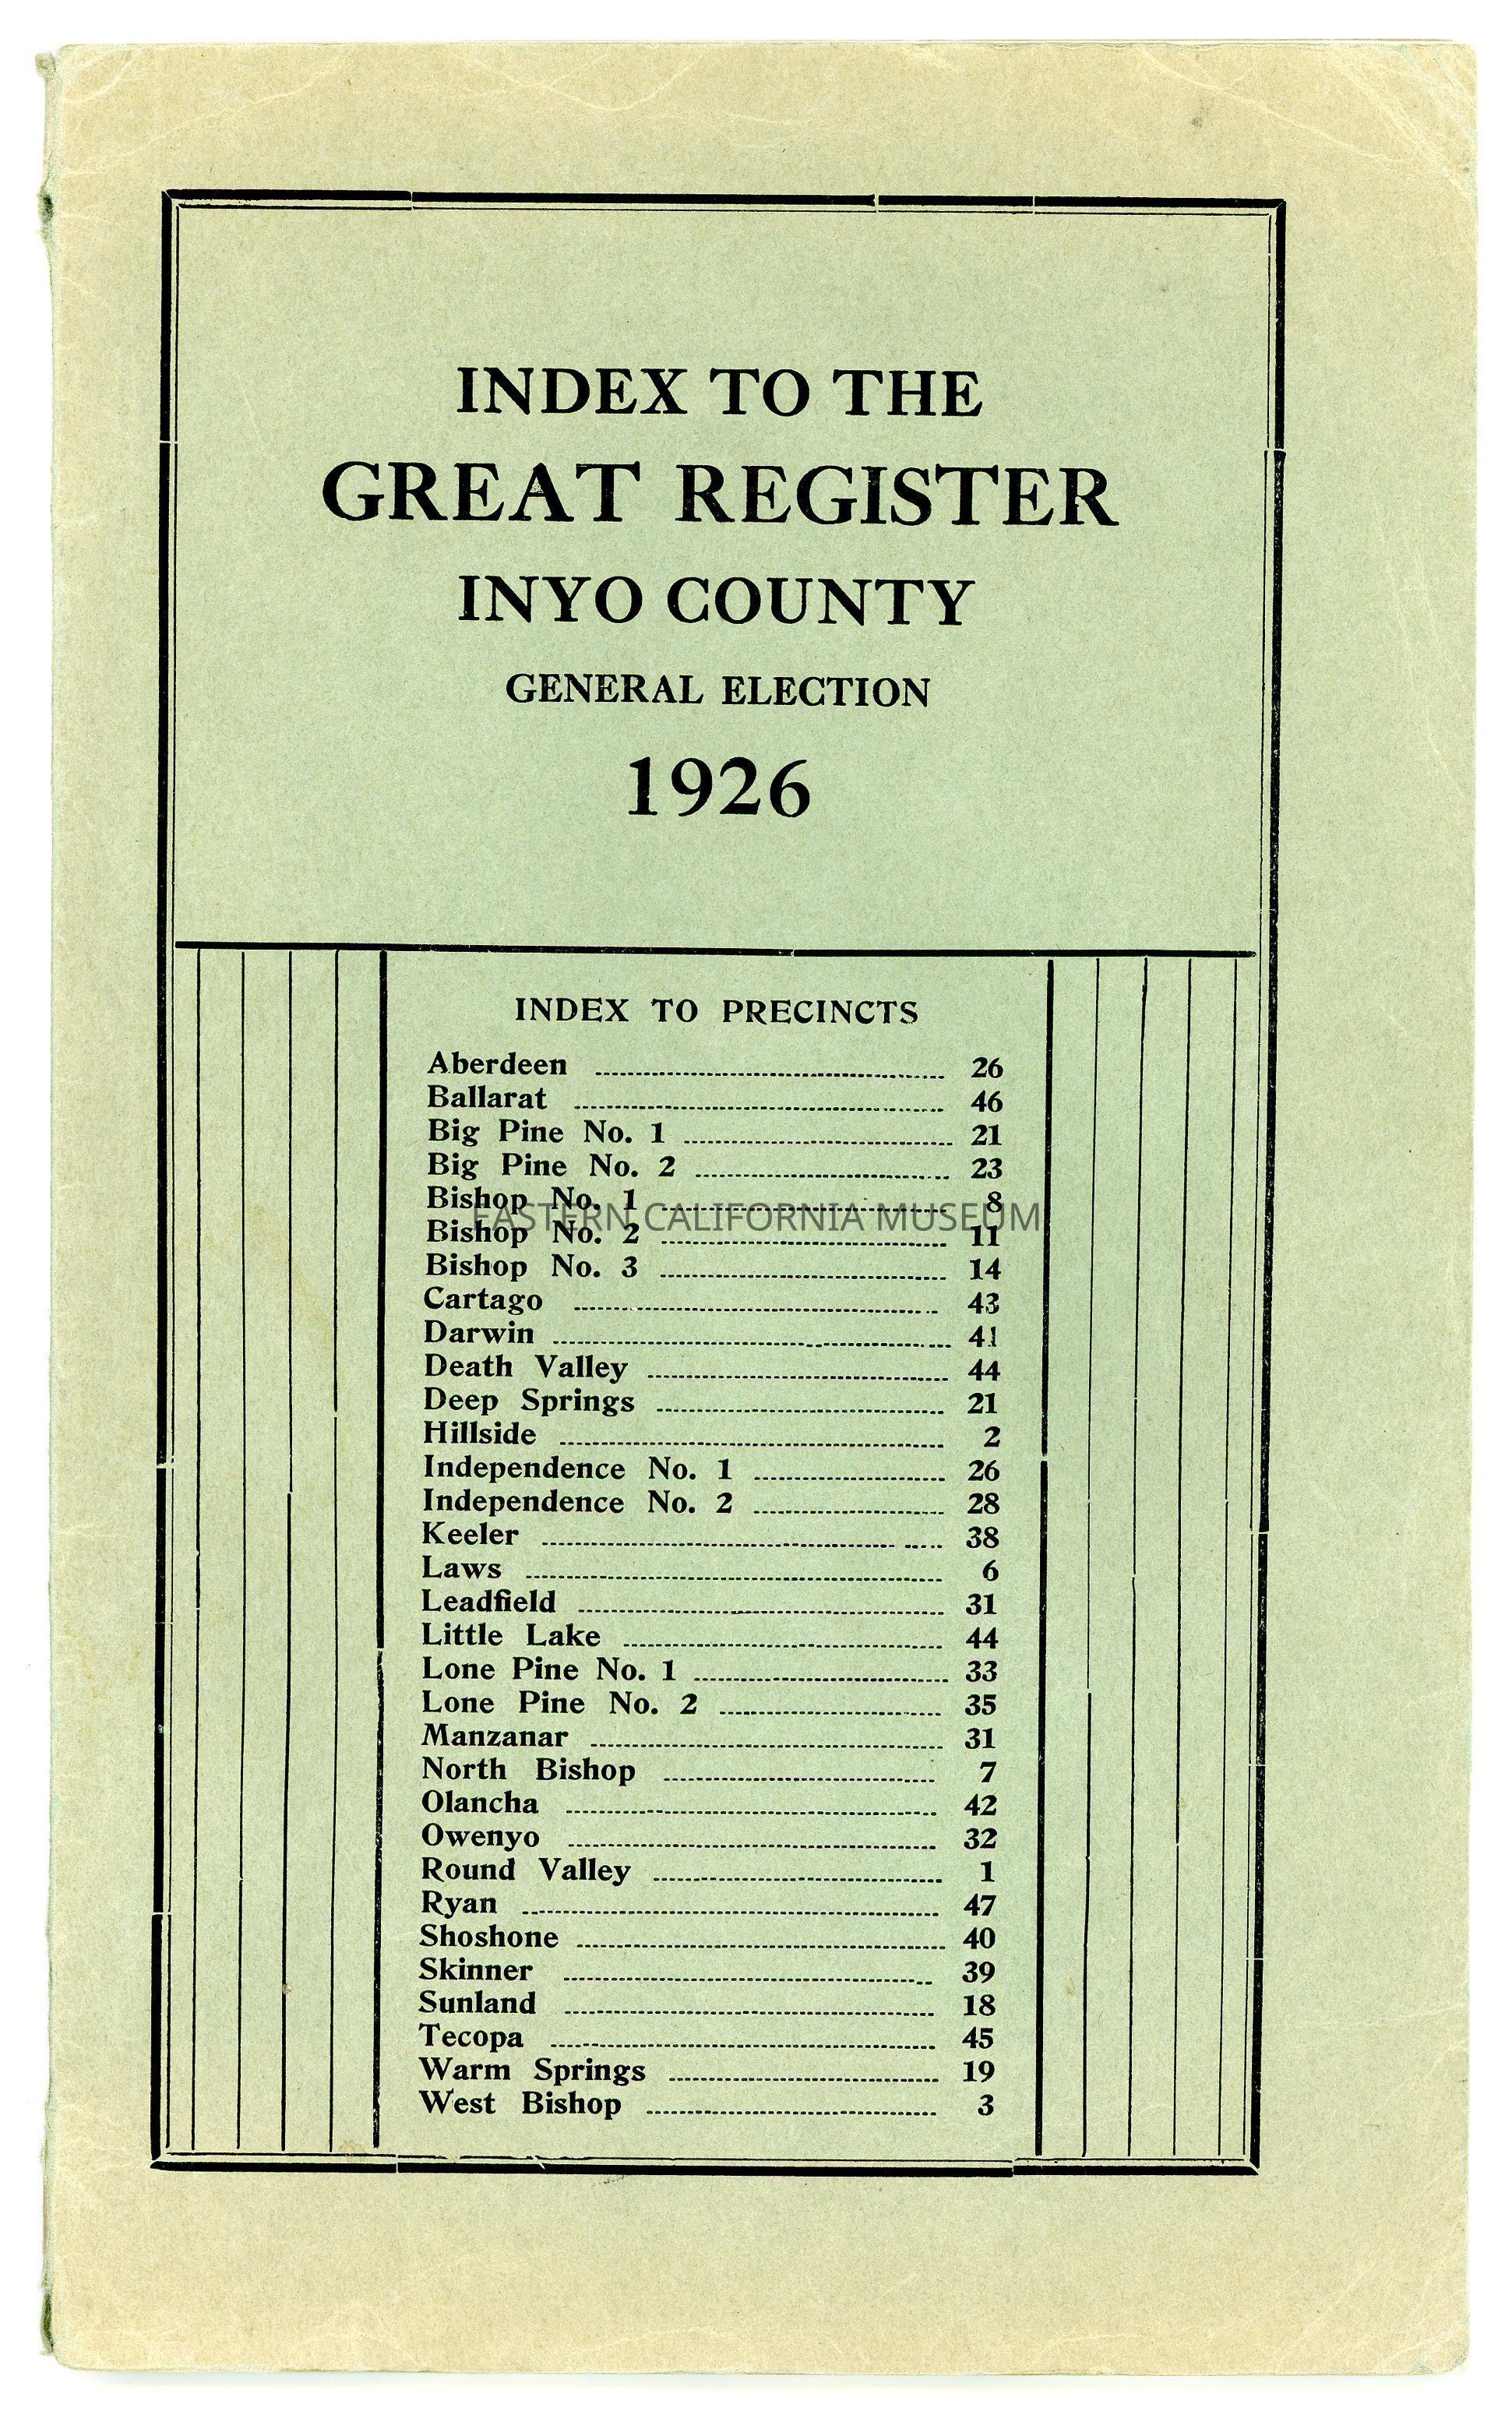 INDEX TO THE
GREAT REGISTER
INYO COUNTY
GENERAL ELECTION
1926
INDEX TO PRECINCTS
Aberdeen 26
Ballarat 46
Big Pine No. 1 21
Big Pine No. 2 23
Bishop No. 1 8
EASTERN CALIFORNIA MUSEUM
Bishop No. 2 11
Bishop No. 3 14
Cartago 43
Darwin 41
Death Valley 44
Deep Springs 21
Hillside 2
Independence No. 1 26
Independence No. 2 28
Keeler 38
Laws 6
Leadfield 31
Little Lake 44
Lone Pine No. 1 33
Lone Pine No. 2 35
Manzanar 31
North Bishop 7
Olancha 42
Owenyo 32
Round Valley 1
Ryan 47
Shoshone 40
Skinner 39
Sunland 18
Tecopa 45
Warm Springs 19
West Bishop 3